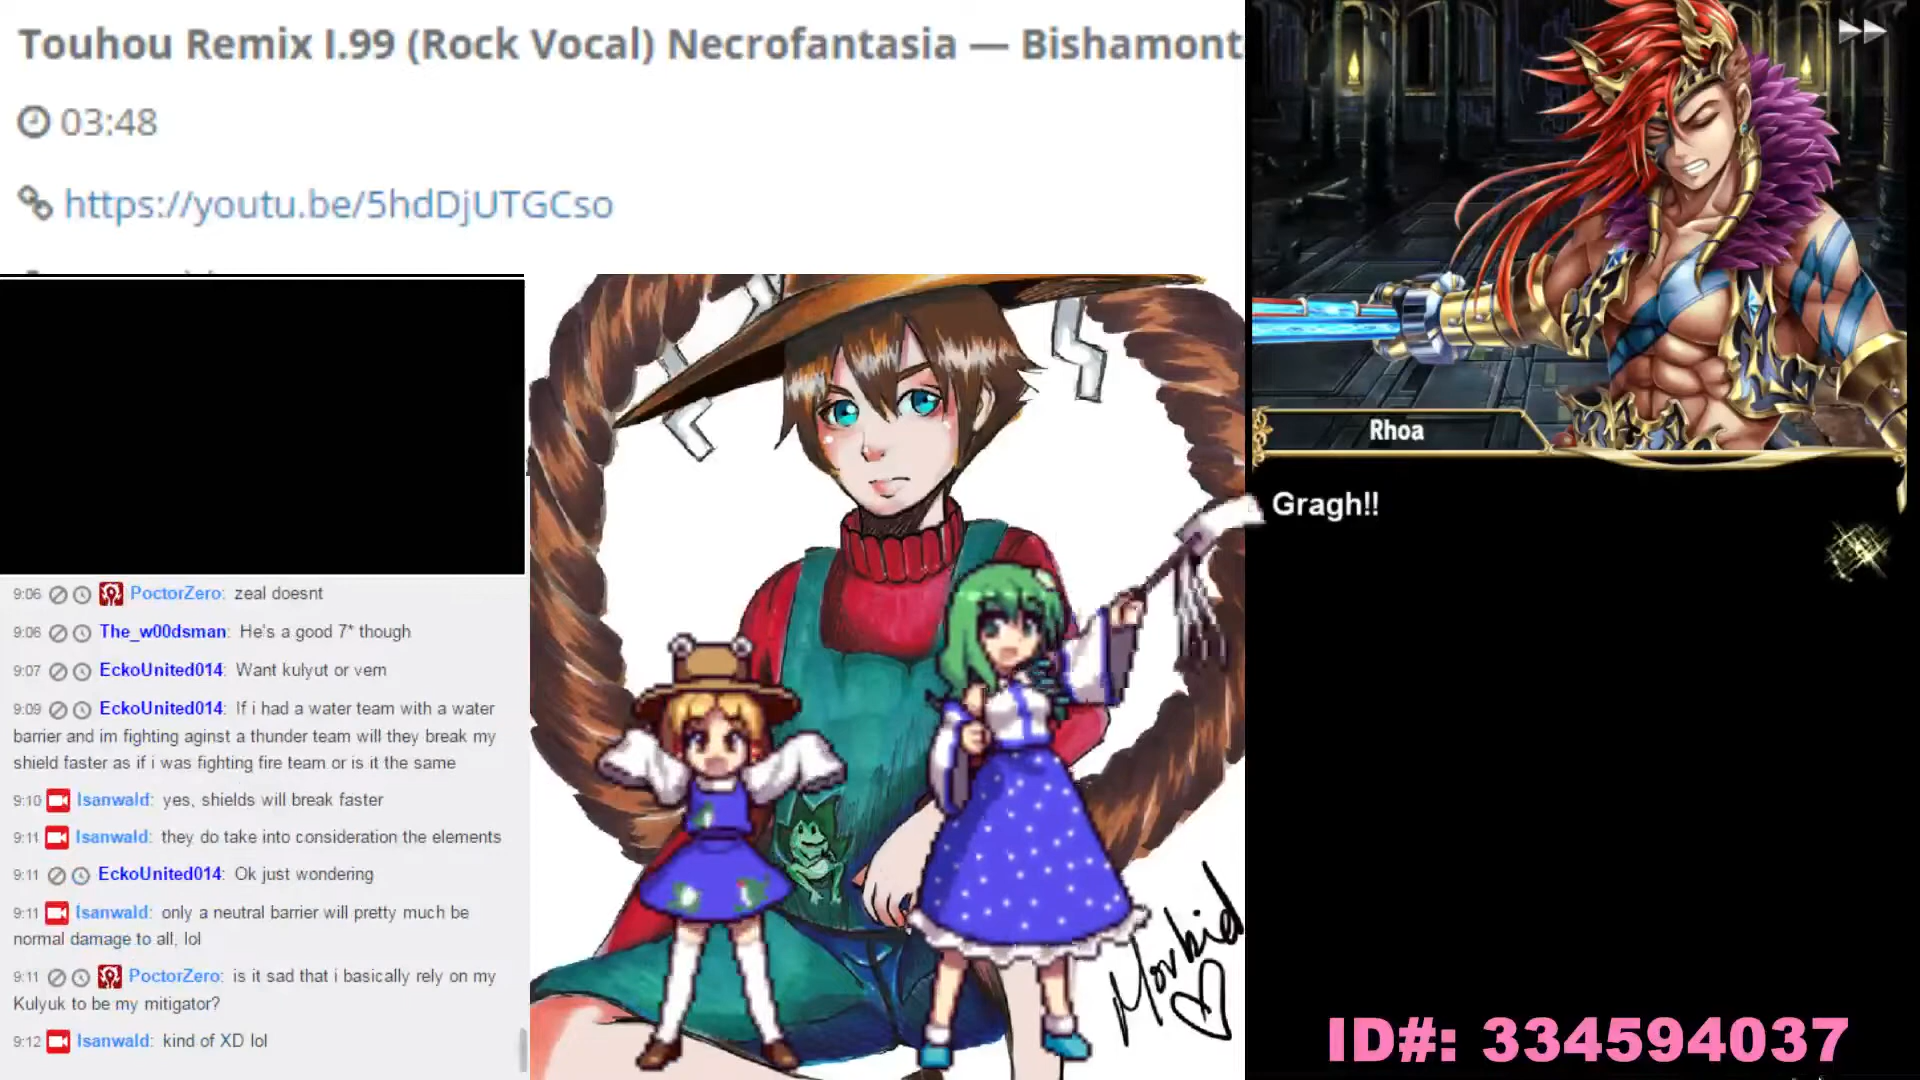 Touhou Remix I.99 (Rock Vocal) Necrofantasia — Bishamont
03:48
https://youtu.be/5hdDjUTGCso
9:06 PoctorZero: zeal doesnt
9:06 The_w00dsman: He's a good 7* though
9:07 EckoUnited014: Want kulyut or vern
9:09 EckoUnited014: If i had a water team with a water
barrier and im fighting aginst a thunder team will they break my
shield faster as if i was fighting fire team or is it the same
9:10 Isanwald: yes, shields will break faster
9:11 Isanwald: they do take into consideration the elements
9:11 EckoUnited014: Ok just wondering
9:11 Isanwald: only a neutral barrier will pretty much be
normal damage to all, lol
9:11 PoctorZero: is it sad that i basically rely on my
Kulyuk to be my mitigator?
9:12 Isanwald: kind of XD lol
Morbid
Rhoa
Gragh!!
ID#: 334594037